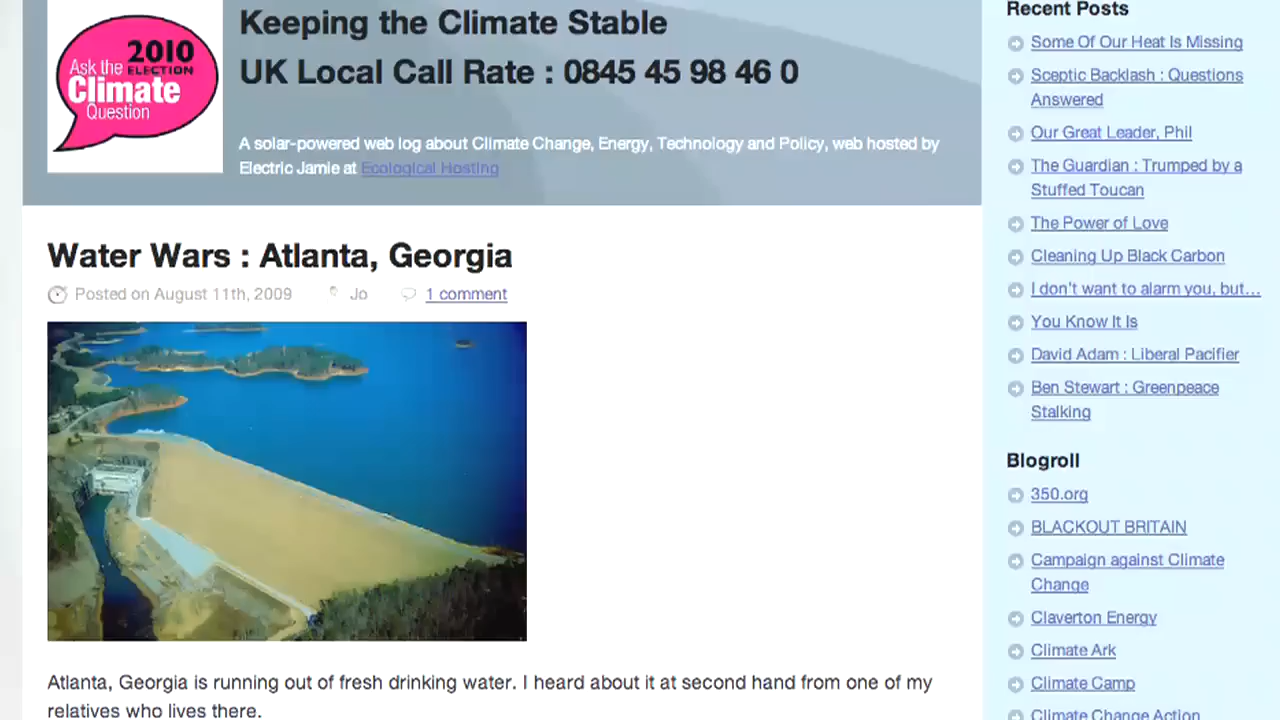 2010
Ask the ELECTION
Climate
Question
Keeping the Climate Stable
UK Local Call Rate : 0845 45 98 46 0
A solar-powered web log about Climate Change, Energy, Technology and Policy, web hosted by
Electric Jamie at Ecological Hosting
Water Wars : Atlanta, Georgia
Posted on August 11th, 2009 Jo 1 comment
Atlanta, Georgia is running out of fresh drinking water. I heard about it at second hand from one of my
relatives who lives there.
Recent Posts
Some Of Our Heat Is Missing
Sceptic Backlash : Questions
Answered
Our Great Leader, Phil
The Guardian : Trumped by a
Stuffed Toucan
The Power of Love
Cleaning Up Black Carbon
I don't want to alarm you, but…
You Know It Is
David Adam : Liberal Pacifier
Ben Stewart : Greenpeace
Stalking
Blogroll
350.org
BLACKOUT BRITAIN
Campaign against Climate
Change
Claverton Energy
Climate Ark
Climate Camp
Climate Change Action